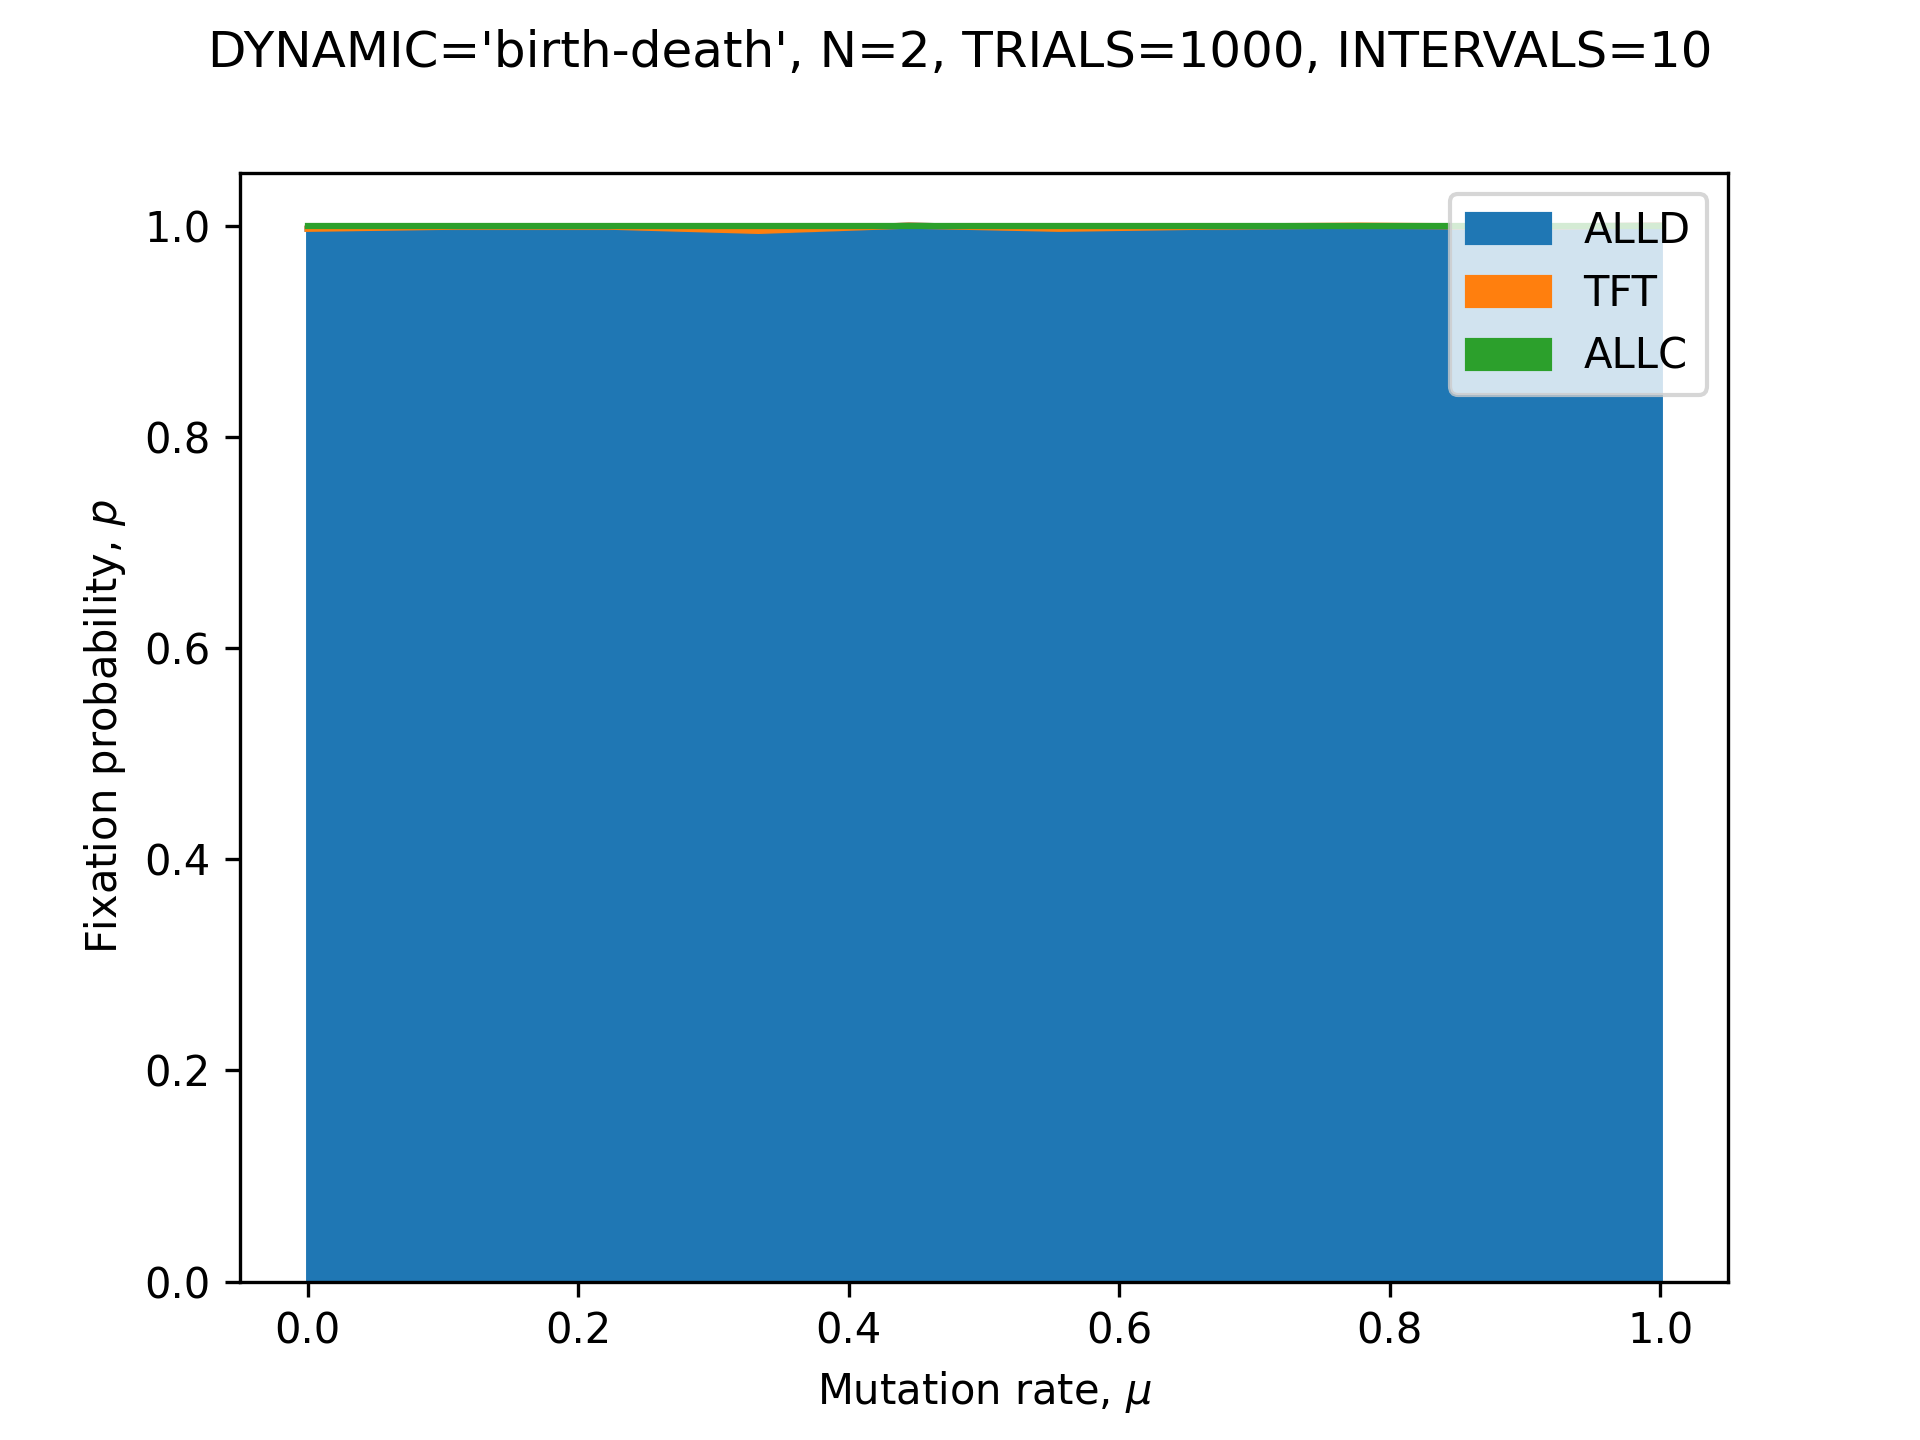 DYNAMIC='birth-death', N=2, TRIALS=1000, INTERVALS=10
ALLD
TFT
ALLC
1.0
0.8
0.6
0.4
0.2
0.0
Fixation probability, p
0.0 0.2 0.4 0.6 0.8 1.0
Mutation rate, μ